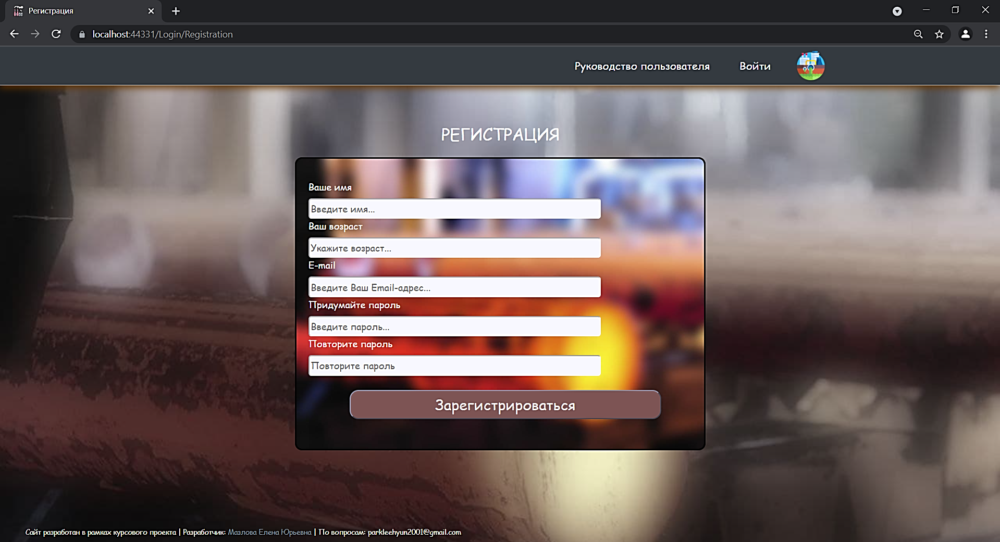 Регистрация
localhost:44331/Login/Registration
Руководство пользователя
Войти
РЕГИСТРАЦИЯ
Ваше имя
Введите имя...
Ваш возраст
Укажите возраст...
E-mail
Введите Ваш Email-адрес...
Придумайте пароль
Введите пароль...
Повторите пароль
Повторите пароль
Зарегистрироваться
Сайт разработан в рамках курсового проекта | Разработчик: Мазлова Елена Юрьевна | По вопросам: parkleehyun2001@gmail.com